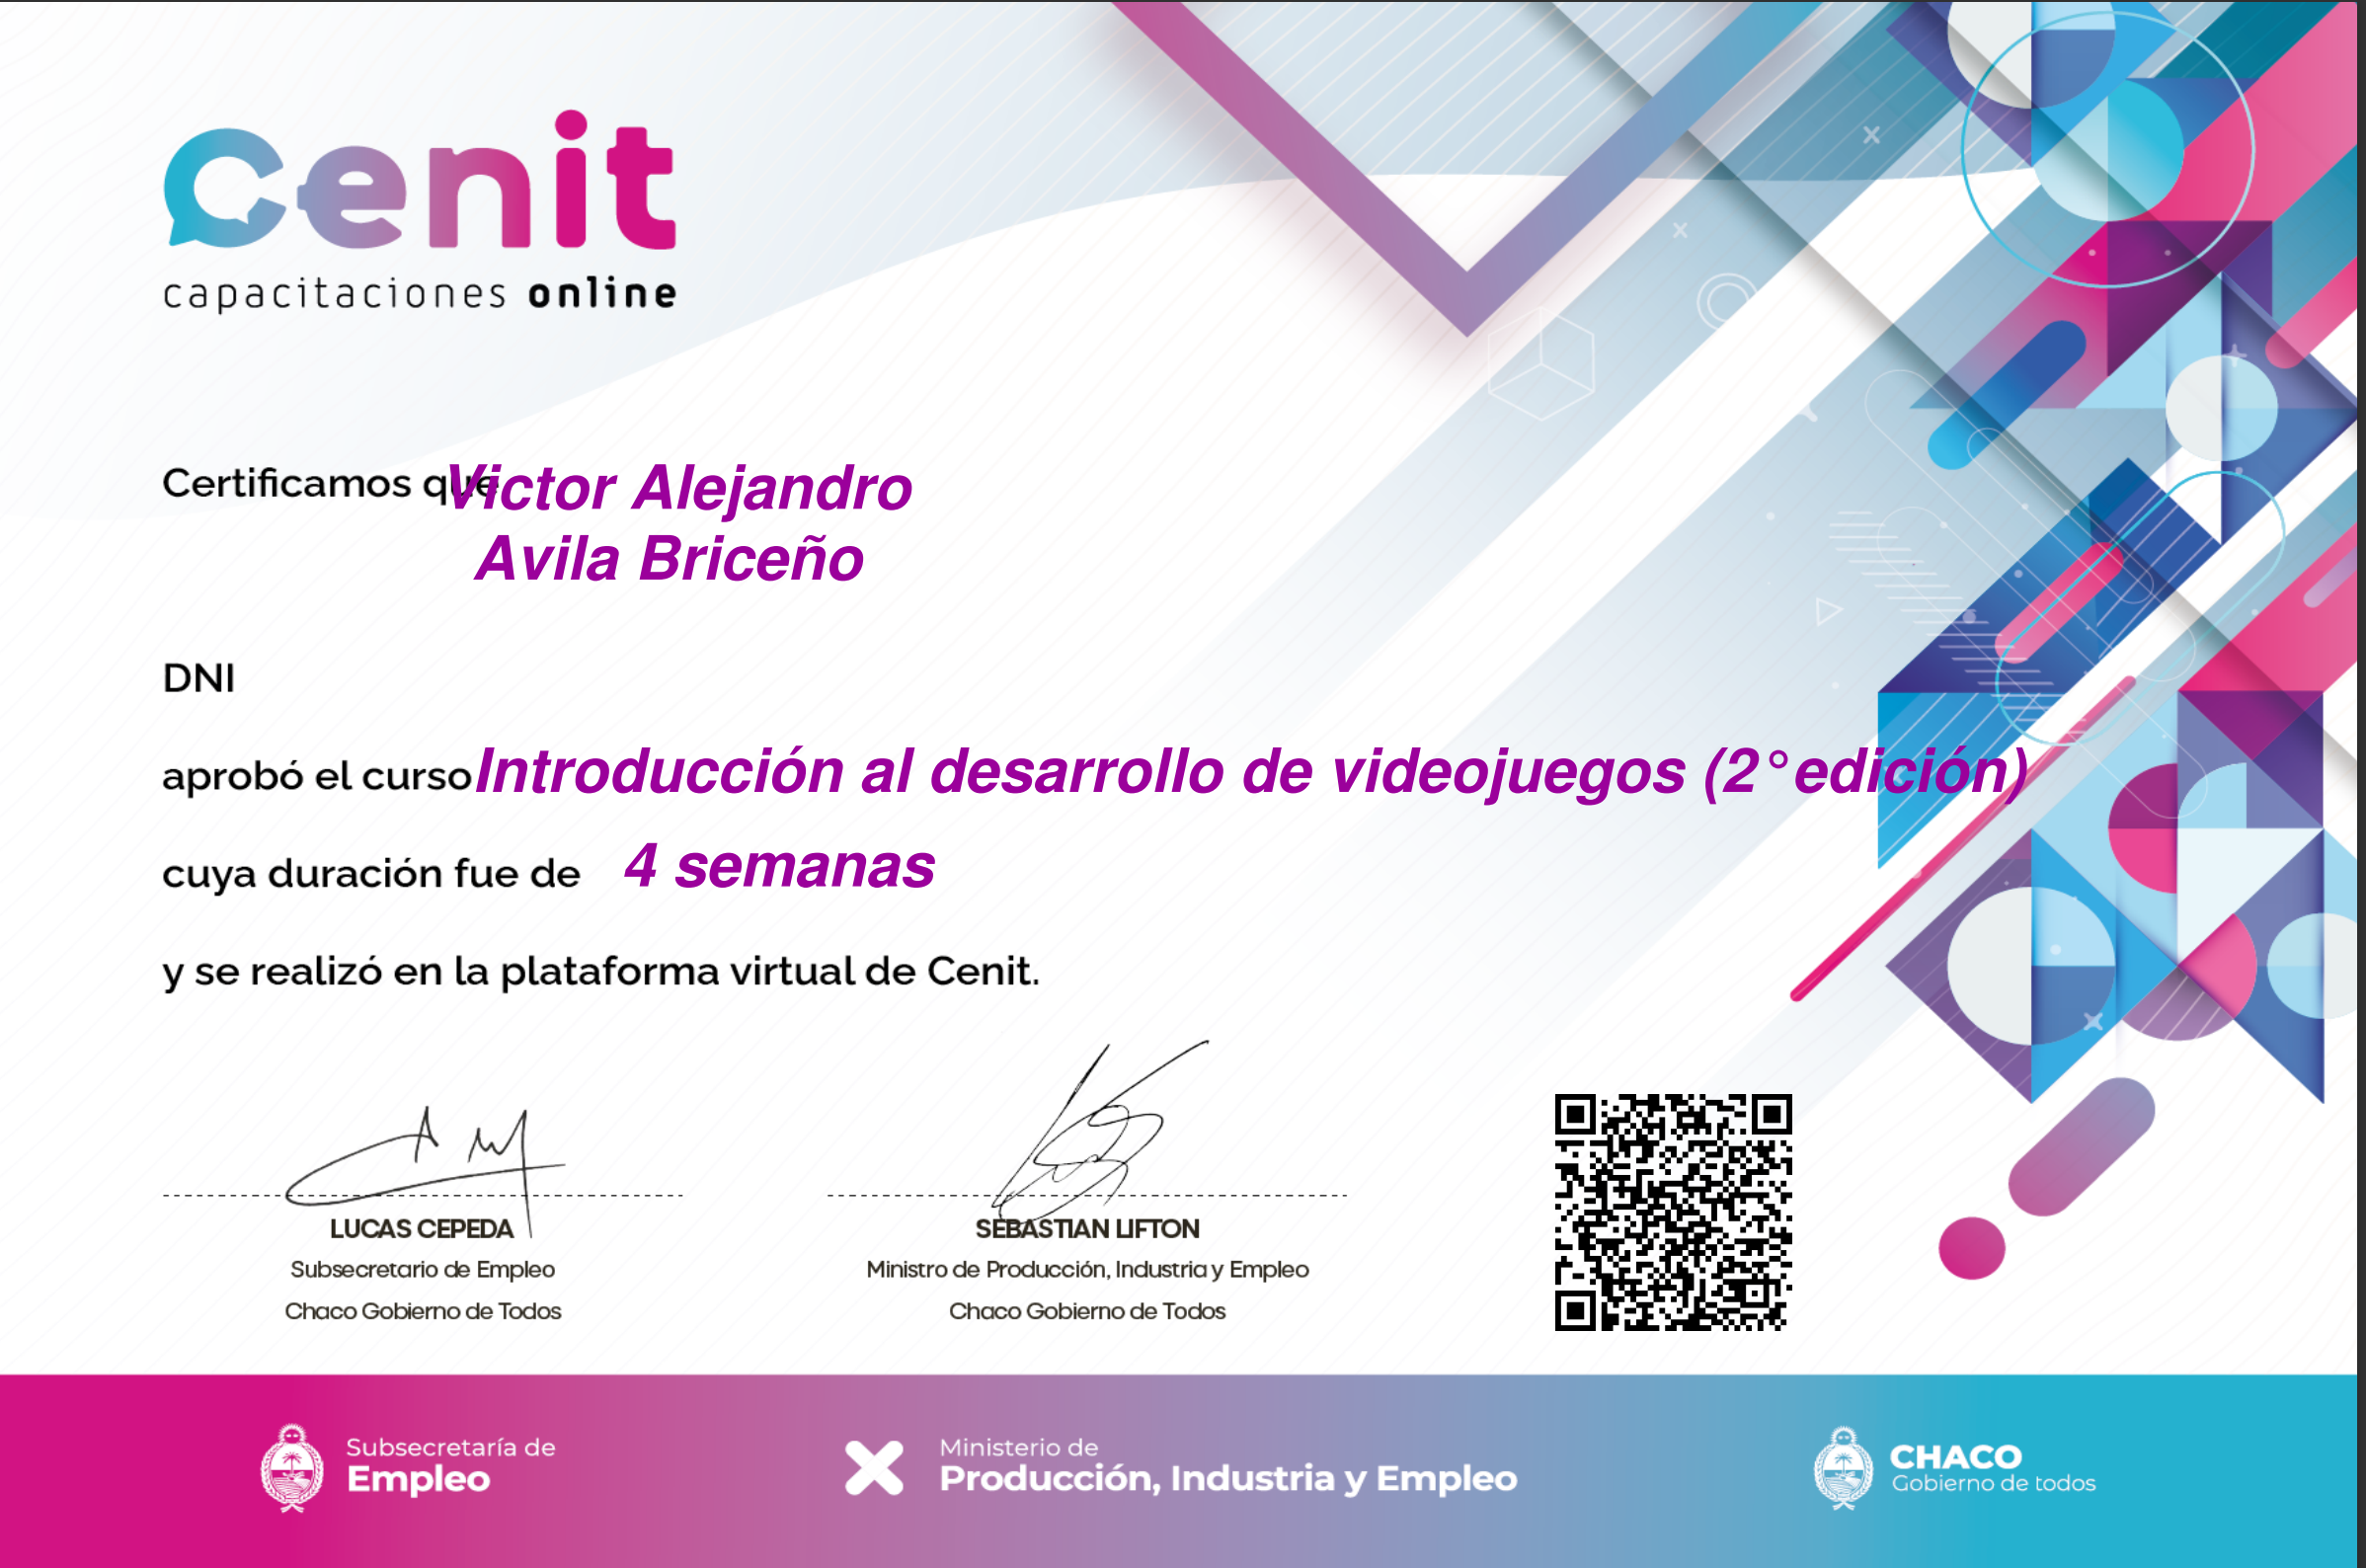 Cenit
capacitaciones online
Certificamos que Victor Alejandro
Avila Briceño
DNI
aprobó el curso Introducción al desarrollo de videojuegos (2° edición)
cuya duración fue de 4 semanas
y se realizó en la plataforma virtual de Cenit.
LUCAS CEPEDA
Subsecretario de Empleo
Chaco Gobierno de Todos
SEBASTIAN LIFTON
Ministro de Producción, Industria y Empleo
Chaco Gobierno de Todos
Subsecretaría de
Empleo
Ministerio de
Producción, Industria y Empleo
CHACO
Gobierno de todos